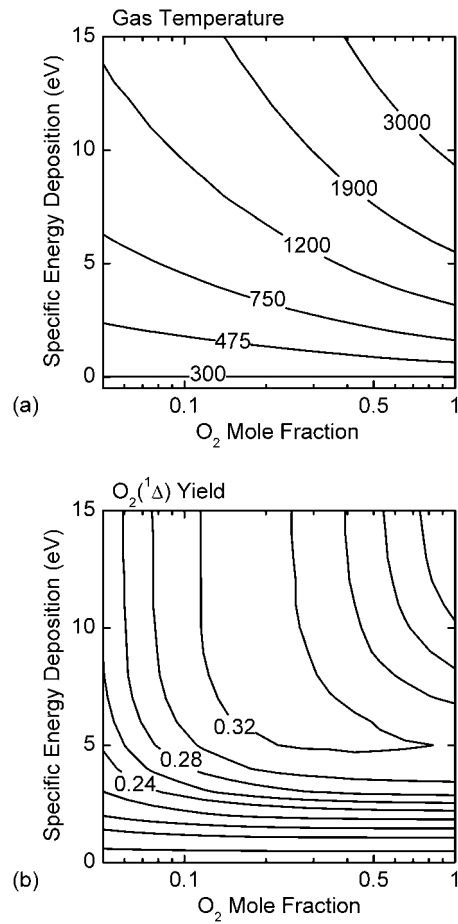 Gas Temperature
15
10
5
0
Specific Energy Deposition (eV)
3000
1900
1200
750
475
300
0.1
0.5
1
O₂ Mole Fraction
(a)
O₂(¹Δ) Yield
15
10
5
0
Specific Energy Deposition (eV)
0.32
0.28
0.24
0.1
0.5
1
O₂ Mole Fraction
(b)